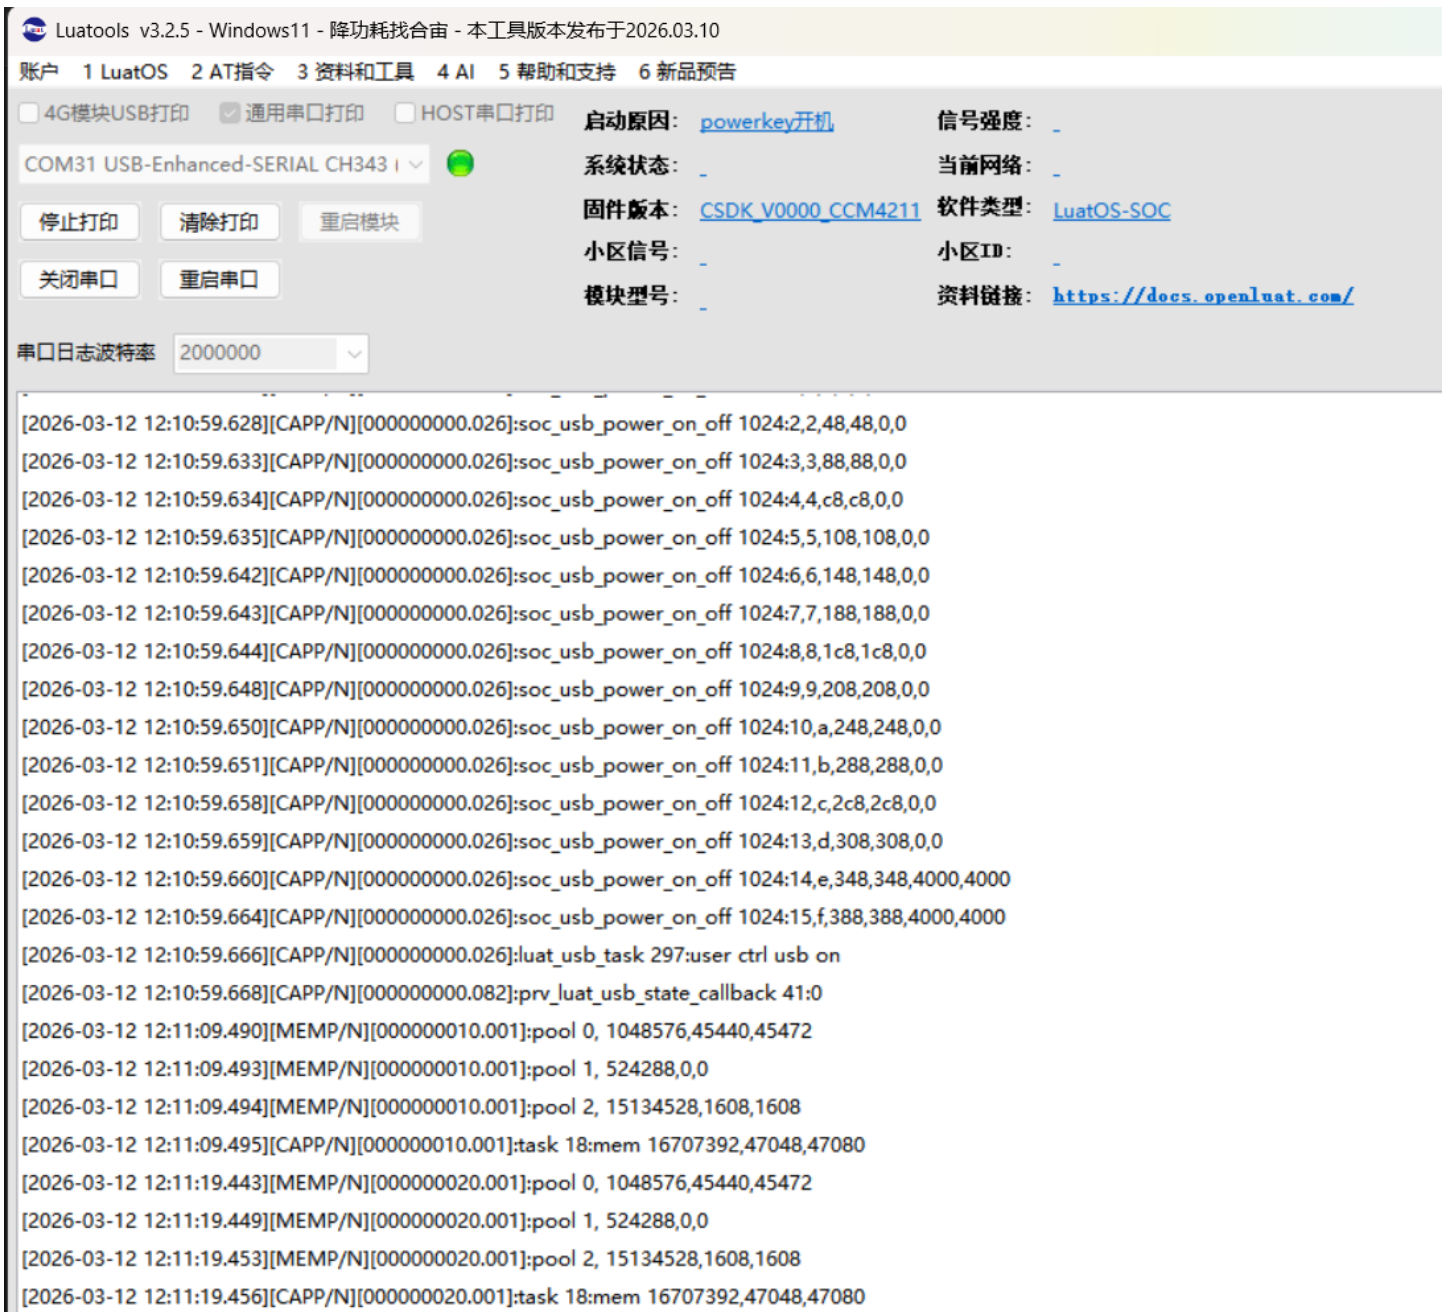 Luatools v3.2.5 - Windows11 - 降功耗找合宙 - 本工具版本发布于2026.03.10
账户 1 LuatOS 2 AT指令 3 资料和工具 4 AI 5 帮助和支持 6 新品预告
4G模块USB打印 通用串口打印 HOST串口打印
启动原因: powerkey开机 信号强度: -
COM31 USB-Enhanced-SERIAL CH343 (
系统状态: - 当前网络: -
停止打印 清除打印 重启模块
固件版本: CSDK_V0000_CCM4211 软件类型: LuatOS-SOC
小区信号: - 小区ID: -
关闭串口 重启串口
模块型号: - 资料链接: https://docs.openluat.com/
串口日志波特率 2000000
[2026-03-12 12:10:59.628][CAPP/N][000000000.026]:soc_usb_power_on_off 1024:2,2,48,48,0,0
[2026-03-12 12:10:59.633][CAPP/N][000000000.026]:soc_usb_power_on_off 1024:3,3,88,88,0,0
[2026-03-12 12:10:59.634][CAPP/N][000000000.026]:soc_usb_power_on_off 1024:4,4,c8,c8,0,0
[2026-03-12 12:10:59.635][CAPP/N][000000000.026]:soc_usb_power_on_off 1024:5,5,108,108,0,0
[2026-03-12 12:10:59.642][CAPP/N][000000000.026]:soc_usb_power_on_off 1024:6,6,148,148,0,0
[2026-03-12 12:10:59.643][CAPP/N][000000000.026]:soc_usb_power_on_off 1024:7,7,188,188,0,0
[2026-03-12 12:10:59.644][CAPP/N][000000000.026]:soc_usb_power_on_off 1024:8,8,1c8,1c8,0,0
[2026-03-12 12:10:59.648][CAPP/N][000000000.026]:soc_usb_power_on_off 1024:9,9,208,208,0,0
[2026-03-12 12:10:59.650][CAPP/N][000000000.026]:soc_usb_power_on_off 1024:10,a,248,248,0,0
[2026-03-12 12:10:59.651][CAPP/N][000000000.026]:soc_usb_power_on_off 1024:11,b,288,288,0,0
[2026-03-12 12:10:59.658][CAPP/N][000000000.026]:soc_usb_power_on_off 1024:12,c,2c8,2c8,0,0
[2026-03-12 12:10:59.659][CAPP/N][000000000.026]:soc_usb_power_on_off 1024:13,d,308,308,0,0
[2026-03-12 12:10:59.660][CAPP/N][000000000.026]:soc_usb_power_on_off 1024:14,e,348,348,4000,4000
[2026-03-12 12:10:59.664][CAPP/N][000000000.026]:soc_usb_power_on_off 1024:15,f,388,388,4000,4000
[2026-03-12 12:10:59.666][CAPP/N][000000000.026]:luat_usb_task 297:user ctrl usb on
[2026-03-12 12:10:59.668][CAPP/N][000000000.082]:prv_luat_usb_state_callback 41:0
[2026-03-12 12:11:09.490][MEMP/N][000000010.001]:pool 0, 1048576,45440,45472
[2026-03-12 12:11:09.493][MEMP/N][000000010.001]:pool 1, 524288,0,0
[2026-03-12 12:11:09.494][MEMP/N][000000010.001]:pool 2, 15134528,1608,1608
[2026-03-12 12:11:09.495][CAPP/N][000000010.001]:task 18:mem 16707392,47048,47080
[2026-03-12 12:11:19.443][MEMP/N][000000020.001]:pool 0, 1048576,45440,45472
[2026-03-12 12:11:19.449][MEMP/N][000000020.001]:pool 1, 524288,0,0
[2026-03-12 12:11:19.453][MEMP/N][000000020.001]:pool 2, 15134528,1608,1608
[2026-03-12 12:11:19.456][CAPP/N][000000020.001]:task 18:mem 16707392,47048,47080